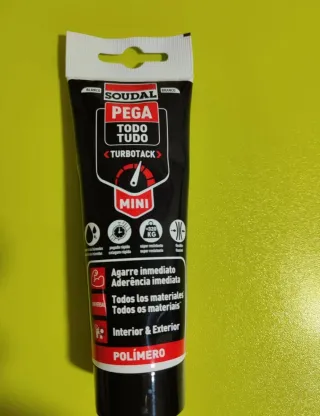 SOUDAL
PEGA
TODO
TUDO
TURBOTACK
MINI
KG
Agarre inmediato
Aderência imediata
Todos los materiales
Todos os materiais
Interior & Exterior
POLÍMERO